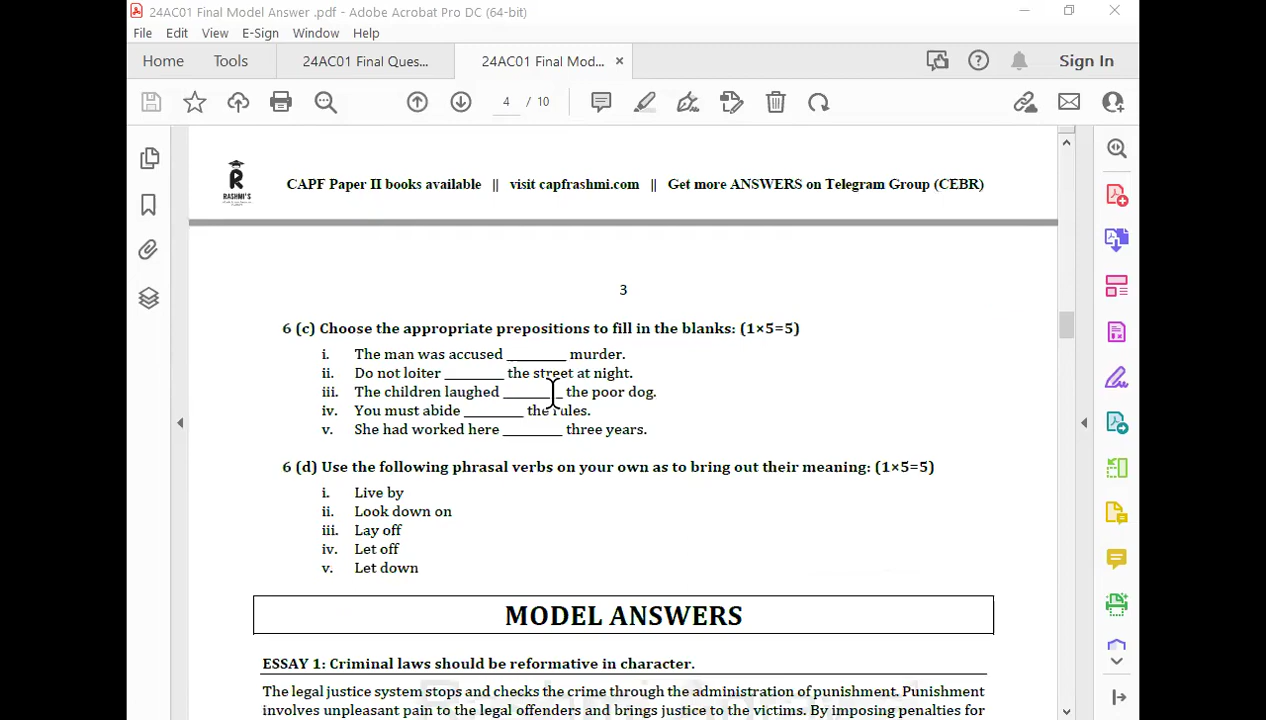 24AC01 Final Model Answer .pdf - Adobe Acrobat Pro DC (64-bit)
File Edit View E-Sign Window Help
Home Tools 24AC01 Final Ques... 24AC01 Final Mod... × Sign In
4 / 10
R
RASHMI'S
CAPF Paper II books available || visit capfrashmi.com || Get more ANSWERS on Telegram Group (CEBR)
3
6 (c) Choose the appropriate prepositions to fill in the blanks: (1×5=5)
i. The man was accused ________ murder.
ii. Do not loiter ________ the street at night.
iii. The children laughed ________ the poor dog.
iv. You must abide ________ the rules.
v. She had worked here ________ three years.
6 (d) Use the following phrasal verbs on your own as to bring out their meaning: (1×5=5)
i. Live by
ii. Look down on
iii. Lay off
iv. Let off
v. Let down
MODEL ANSWERS
ESSAY 1: Criminal laws should be reformative in character.
The legal justice system stops and checks the crime through the administration of punishment. Punishment
involves unpleasant pain to the legal offenders and brings justice to the victims. By imposing penalties for